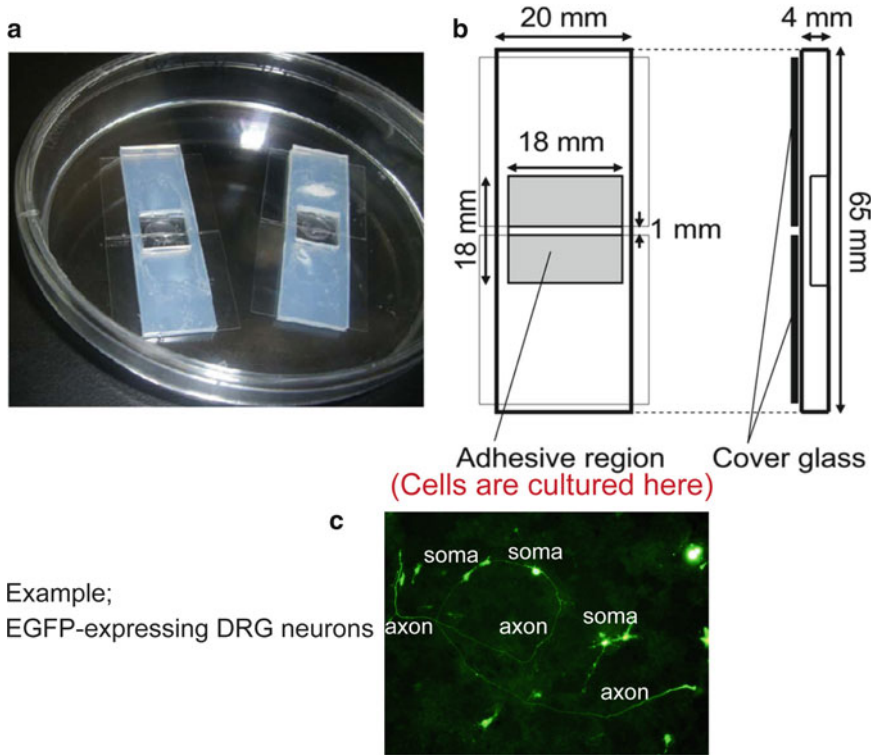 a
b
20 mm
4 mm
18 mm
18 mm
1 mm
65 mm
Adhesive region
(Cells are cultured here)
Cover glass
c
Example;
EGFP-expressing DRG neurons
soma
soma
soma
axon
axon
axon